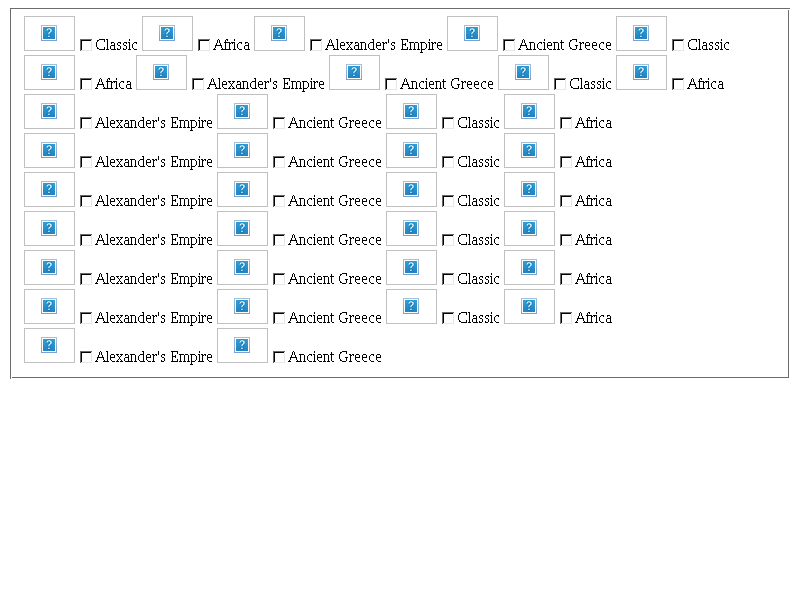 Classic Africa Alexander's Empire Ancient Greece Classic
Africa Alexander's Empire Ancient Greece Classic Africa
Alexander's Empire Ancient Greece Classic Africa
Alexander's Empire Ancient Greece Classic Africa
Alexander's Empire Ancient Greece Classic Africa
Alexander's Empire Ancient Greece Classic Africa
Alexander's Empire Ancient Greece Classic Africa
Alexander's Empire Ancient Greece Classic Africa
Alexander's Empire Ancient Greece